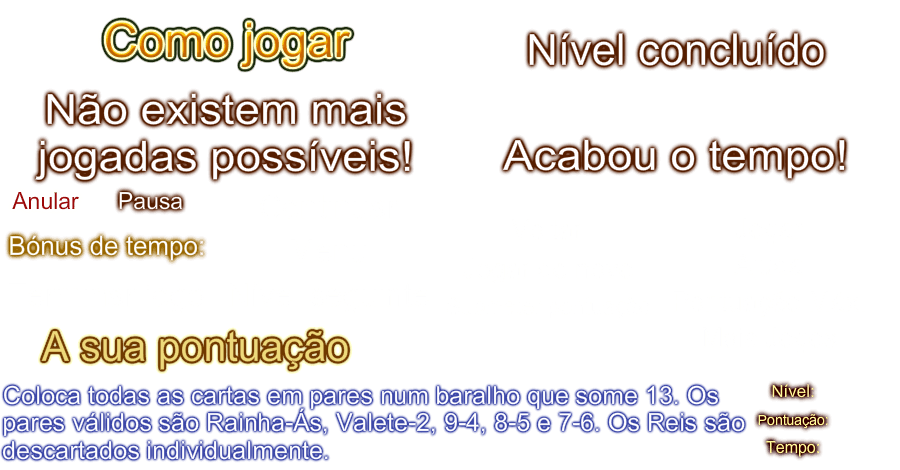 Como jogar
Nível concluído
Não existem mais
jogadas possíveis!
Acabou o tempo!
Anular
Pausa
Bónus de tempo:
A sua pontuação
Coloca todas as cartas em pares num baralho que some 13. Os
pares válidos são Rainha-Ás, Valete-2, 9-4, 8-5 e 7-6. Os Reis são
descartados individualmente.
Nível:
Pontuação:
Tempo: